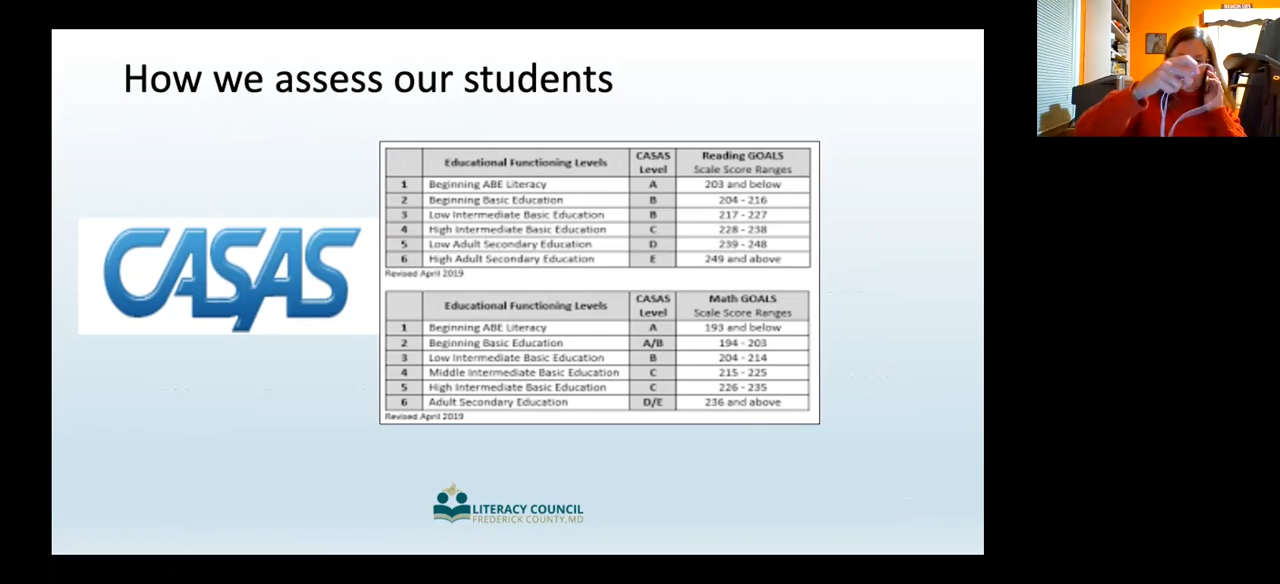 How we assess our students
CASAS
Educational Functioning Levels CASAS Level Reading GOALS Scale Score Ranges
1 Beginning ABE Literacy A 203 and below
2 Beginning Basic Education B 204 - 216
3 Low Intermediate Basic Education B 217 - 227
4 High Intermediate Basic Education C 228 - 238
5 Low Adult Secondary Education D 239 - 248
6 High Adult Secondary Education E 249 and above
Revised April 2019
Educational Functioning Levels CASAS Level Math GOALS Scale Score Ranges
1 Beginning ABE Literacy A 193 and below
2 Beginning Basic Education A/B 194 - 203
3 Low Intermediate Basic Education B 204 - 214
4 Middle Intermediate Basic Education C 215 - 225
5 High Intermediate Basic Education C 226 - 235
6 Adult Secondary Education D/E 236 and above
Revised April 2019
LITERACY COUNCIL
FREDERICK COUNTY, MD